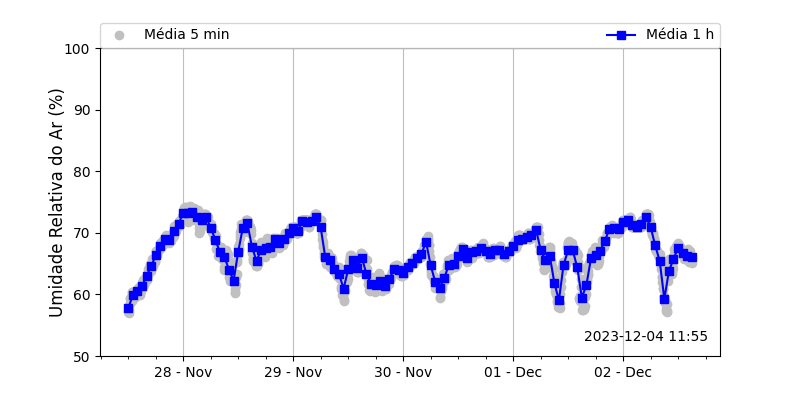 Média 5 min
Média 1 h
Umidade Relativa do Ar (%)
100
90
80
70
60
50
2023-12-04 11:55
28 - Nov
29 - Nov
30 - Nov
01 - Dec
02 - Dec